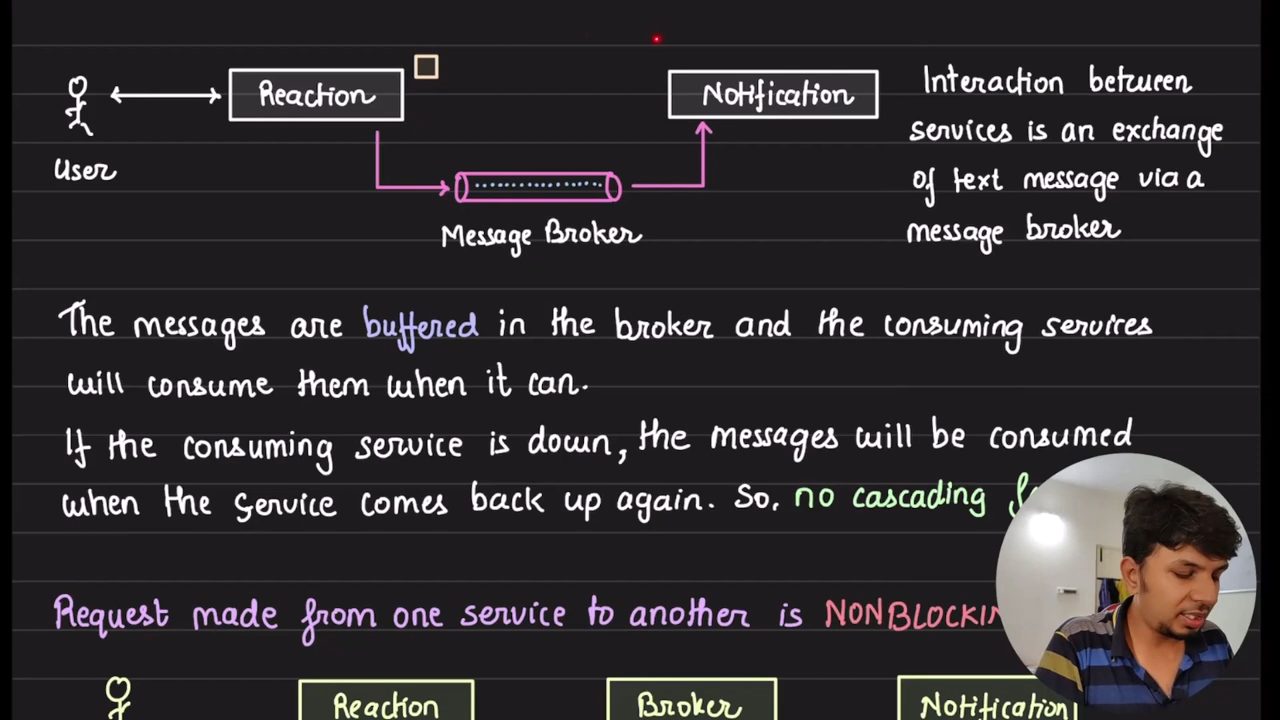 Reaction
Notification
User
Message Broker
Interaction between
services is an exchange
of text message via a
message broker
The messages are buffered in the broker and the consuming services
will consume them when it can.
If the consuming service is down, the messages will be consumed
when the service comes back up again. So, no cascading
Request made from one service to another is
Reaction
Broker
Notification